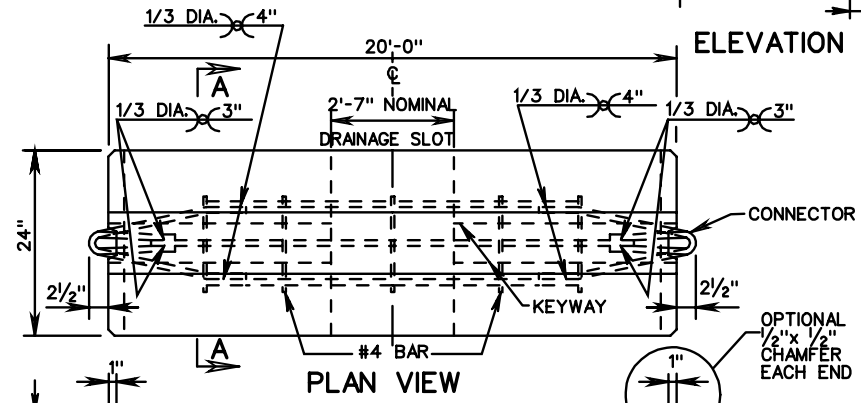 1/3 DIA. 4"
20'-0"
ELEVATION
A
℄
1/3 DIA. 3"
2'-7" NOMINAL
1/3 DIA. 4"
1/3 DIA. 3"
DRAINAGE SLOT
24"
CONNECTOR
2½"
2½"
KEYWAY
OPTIONAL
½"x ½"
CHAMFER
EACH END
#4 BAR
A
1"
PLAN VIEW
1"